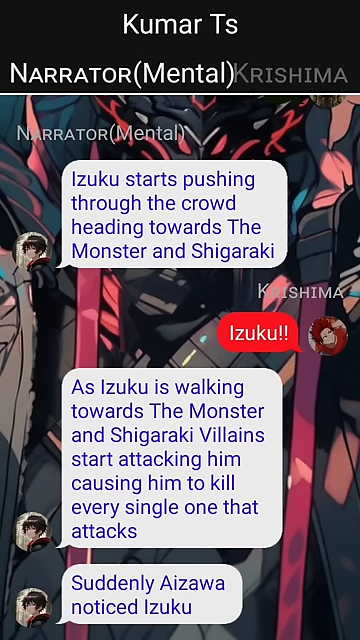 Kumar Ts
Narrator(Mental) Krishima
Narrator(Mental)
Izuku starts pushing
through the crowd
heading towards The
Monster and Shigaraki
Krishima
Izuku!!
As Izuku is walking
towards The Monster
and Shigaraki Villains
start attacking him
causing him to kill
every single one that
attacks
Suddenly Aizawa
noticed Izuku